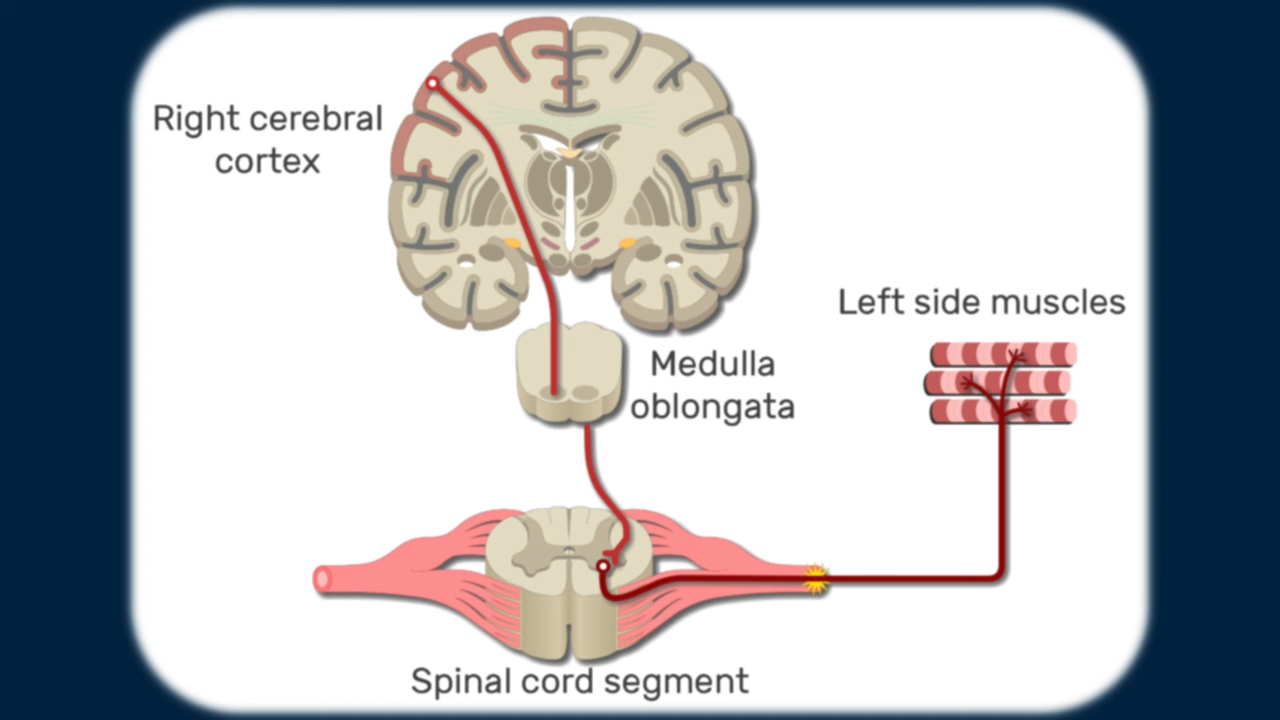 Right cerebral
cortex
Left side muscles
Medulla
oblongata
Spinal cord segment